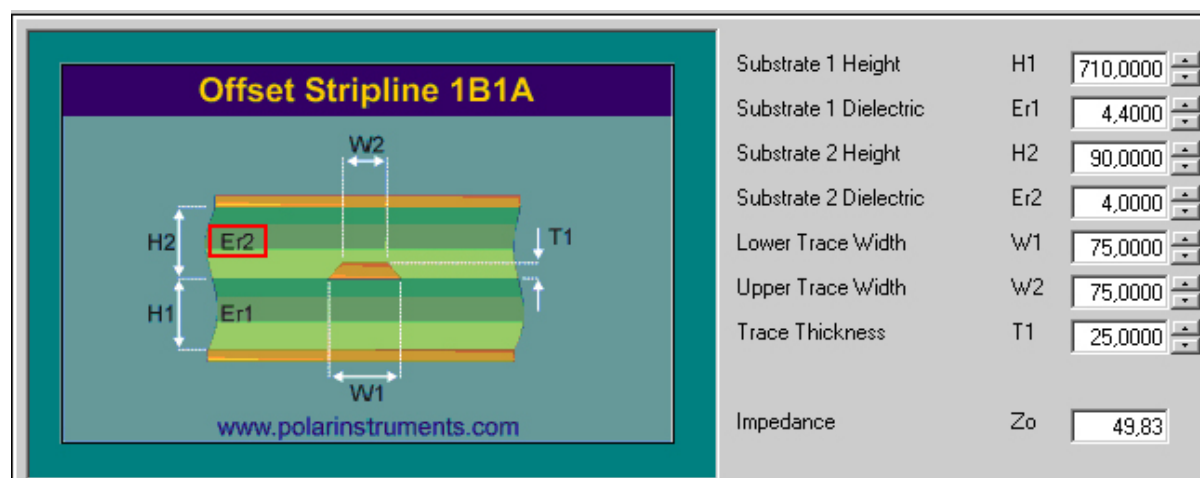 Offset Stripline 1B1A
W2
H2
Er2
T1
H1
Er1
W1
www.polarinstruments.com
Substrate 1 Height H1 710,0000
Substrate 1 Dielectric Er1 4,4000
Substrate 2 Height H2 90,0000
Substrate 2 Dielectric Er2 4,0000
Lower Trace Width W1 75,0000
Upper Trace Width W2 75,0000
Trace Thickness T1 25,0000
Impedance Zo 49,83